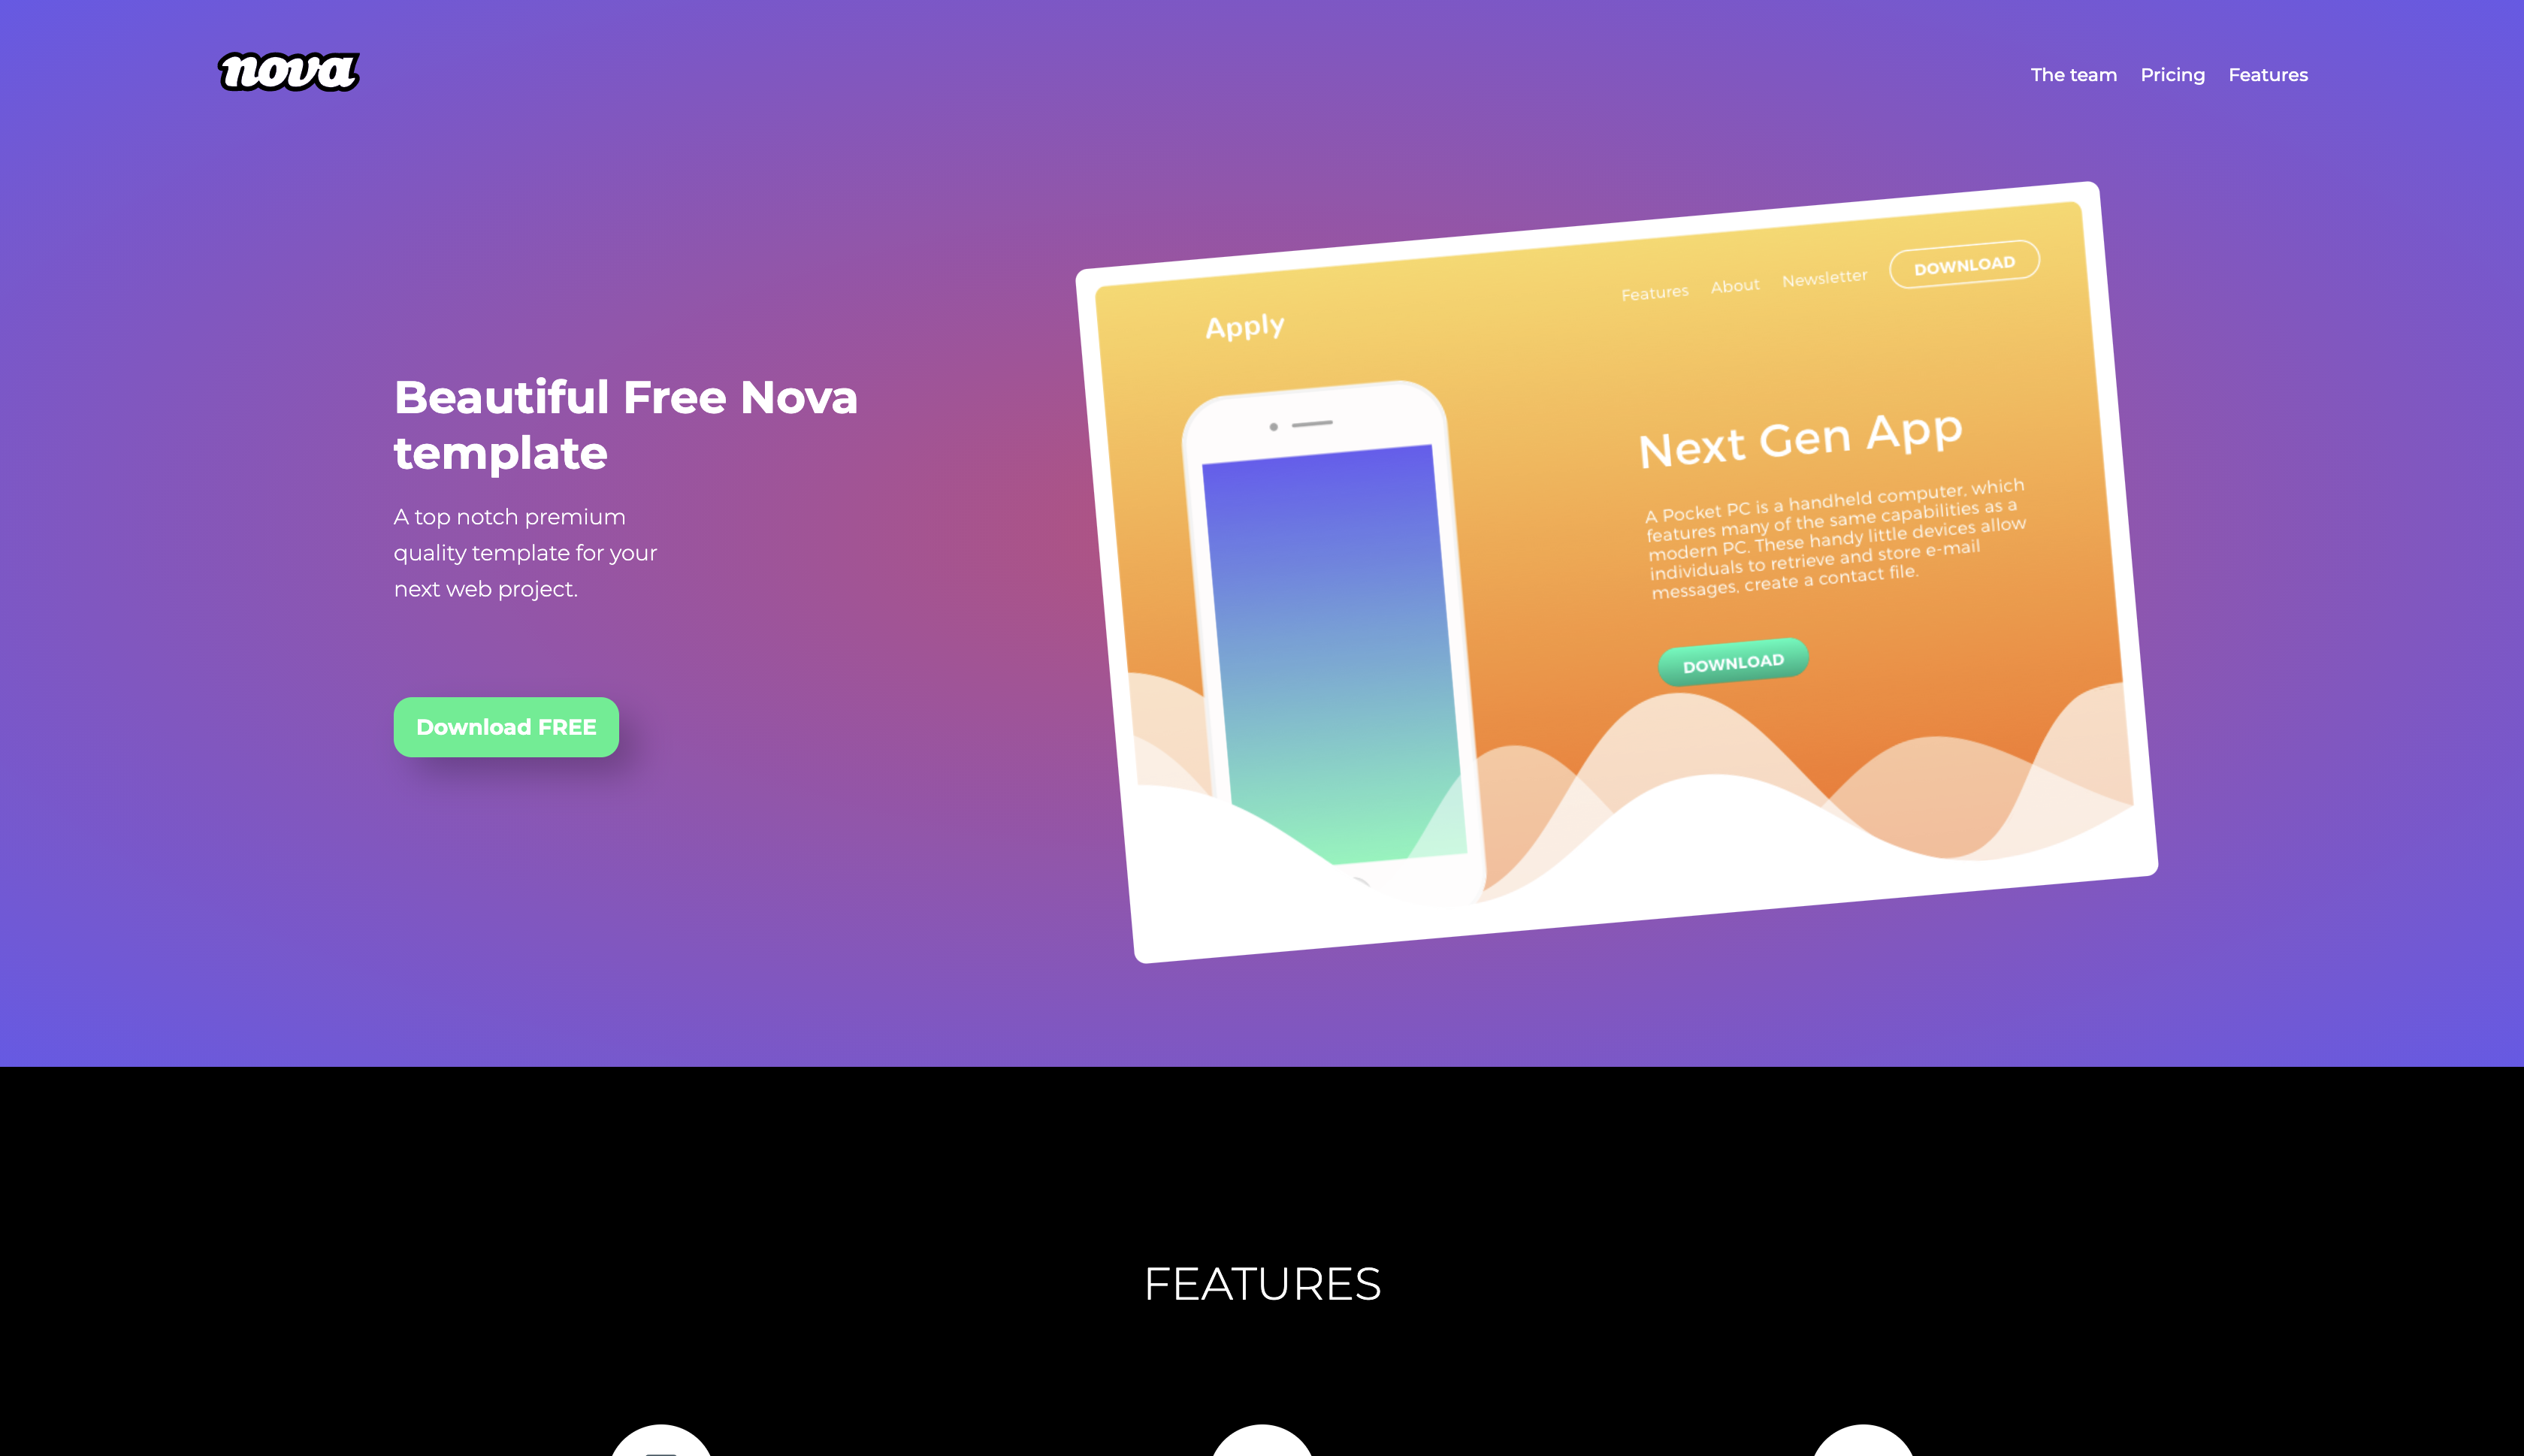 nova
The team Pricing Features
Beautiful Free Nova
template
A top notch premium
quality template for your
next web project.
Download FREE
Apply
Features About Newsletter DOWNLOAD
Next Gen App
A Pocket PC is a handheld computer, which
features many of the same capabilities as a
modern PC. These handy little devices allow
individuals to retrieve and store e-mail
messages, create a contact file.
DOWNLOAD
FEATURES